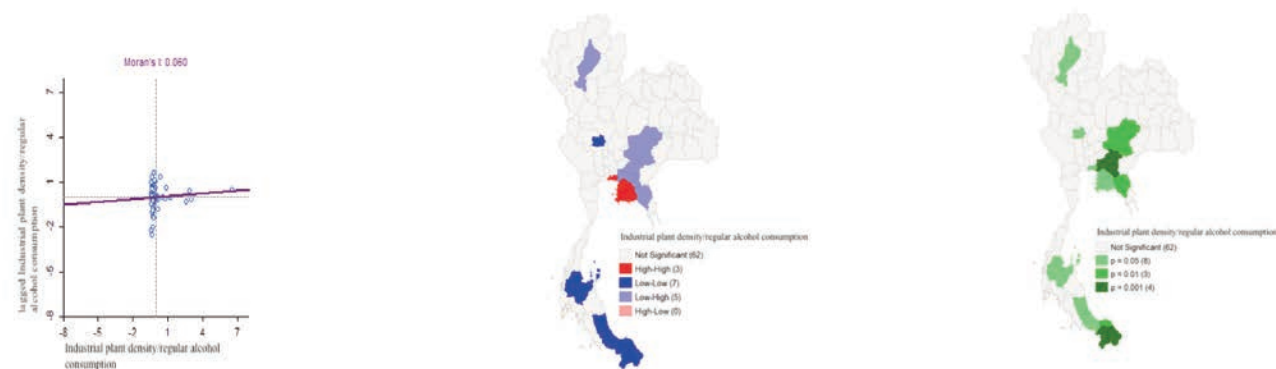 Moran's I: 0.060
lagged Industrial plant density/regular
alcohol consumption
7
4
1
-2
-5
-8
-8
-5
-2
1
4
7
Industrial plant density/regular alcohol
consumption
Industrial plant density/regular alcohol consumption
Not Significant (62)
High-High (3)
Low-Low (7)
Low-High (5)
High-Low (0)
Industrial plant density/regular alcohol consumption
Not Significant (62)
p = 0.05 (8)
p = 0.01 (3)
p = 0.001 (4)